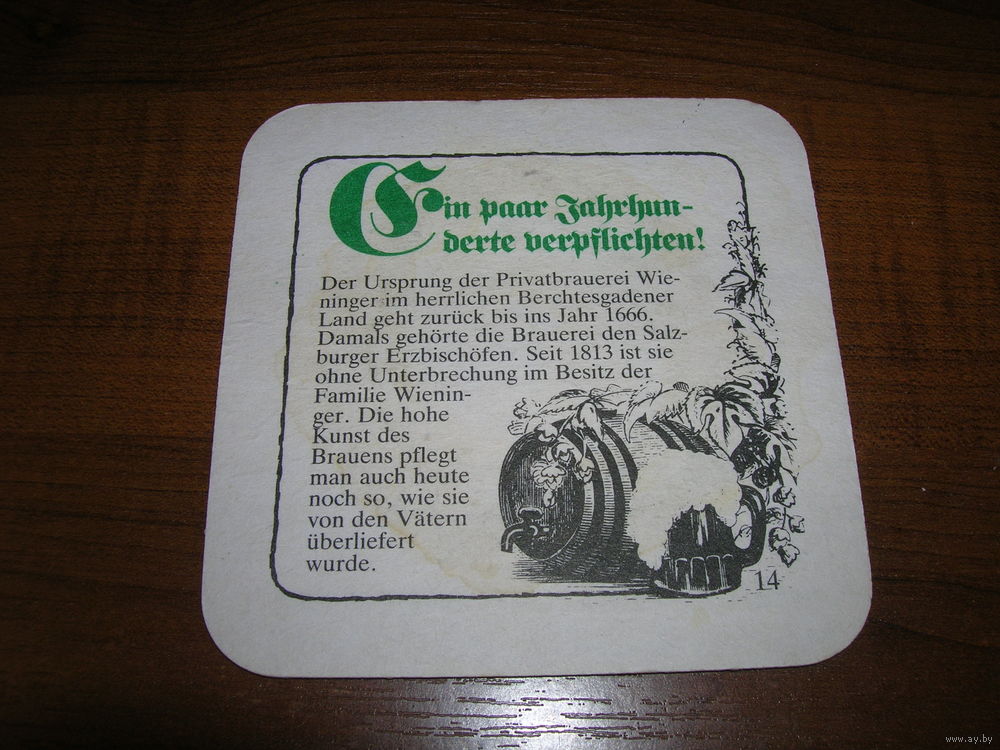 Ein paar Jahrhun-
derte verpflichten!
Der Ursprung der Privatbrauerei Wie-
ninger im herrlichen Berchtesgadener
Land geht zurück bis ins Jahr 1666.
Damals gehörte die Brauerei den Salz-
burger Erzbischöfen. Seit 1813 ist sie
ohne Unterbrechung im Besitz der
Familie Wienin-
ger. Die hohe
Kunst des
Brauens pflegt
man auch heute
noch so, wie sie
von den Vätern
überliefert
wurde.
14
www.ay.by